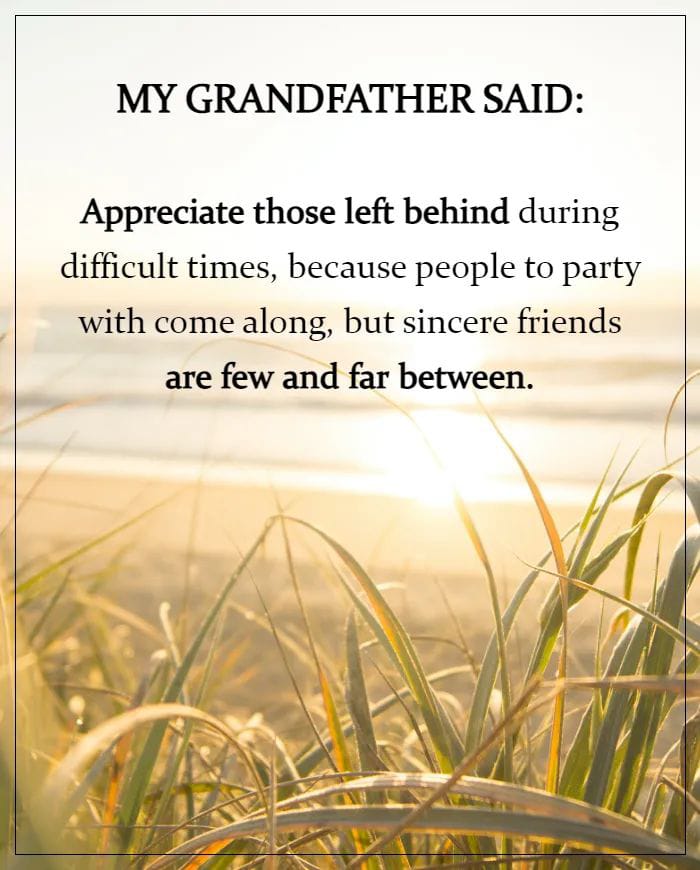 MY GRANDFATHER SAID:
Appreciate those left behind during
difficult times, because people to party
with come along, but sincere friends
are few and far between.